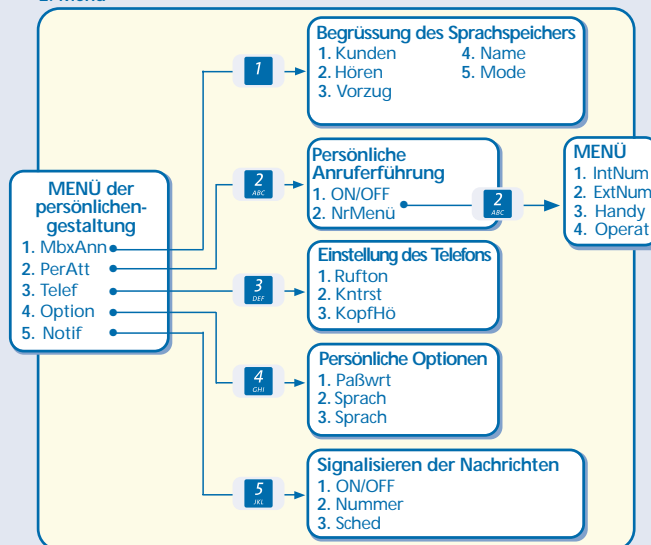 2. Menü
MENÜ der
persönlichen-
gestaltung
1. MbxAnn
2. PerAtt
3. Telef
4. Option
5. Notif
1
Begrüssung des Sprachspeichers
1. Kunden 4. Name
2. Hören 5. Mode
3. Vorzug
2
ABC
Persönliche
Anruferführung
1. ON/OFF
2. NrMenü
2
ABC
MENÜ
1. IntNum
2. ExtNum
3. Handy
4. Operat
3
DEF
Einstellung des Telefons
1. Rufton
2. Kntrst
3. KopfHö
4
GHI
Persönliche Optionen
1. Paßwrt
2. Sprach
3. Sprach
5
JKL
Signalisieren der Nachrichten
1. ON/OFF
2. Nummer
3. Sched